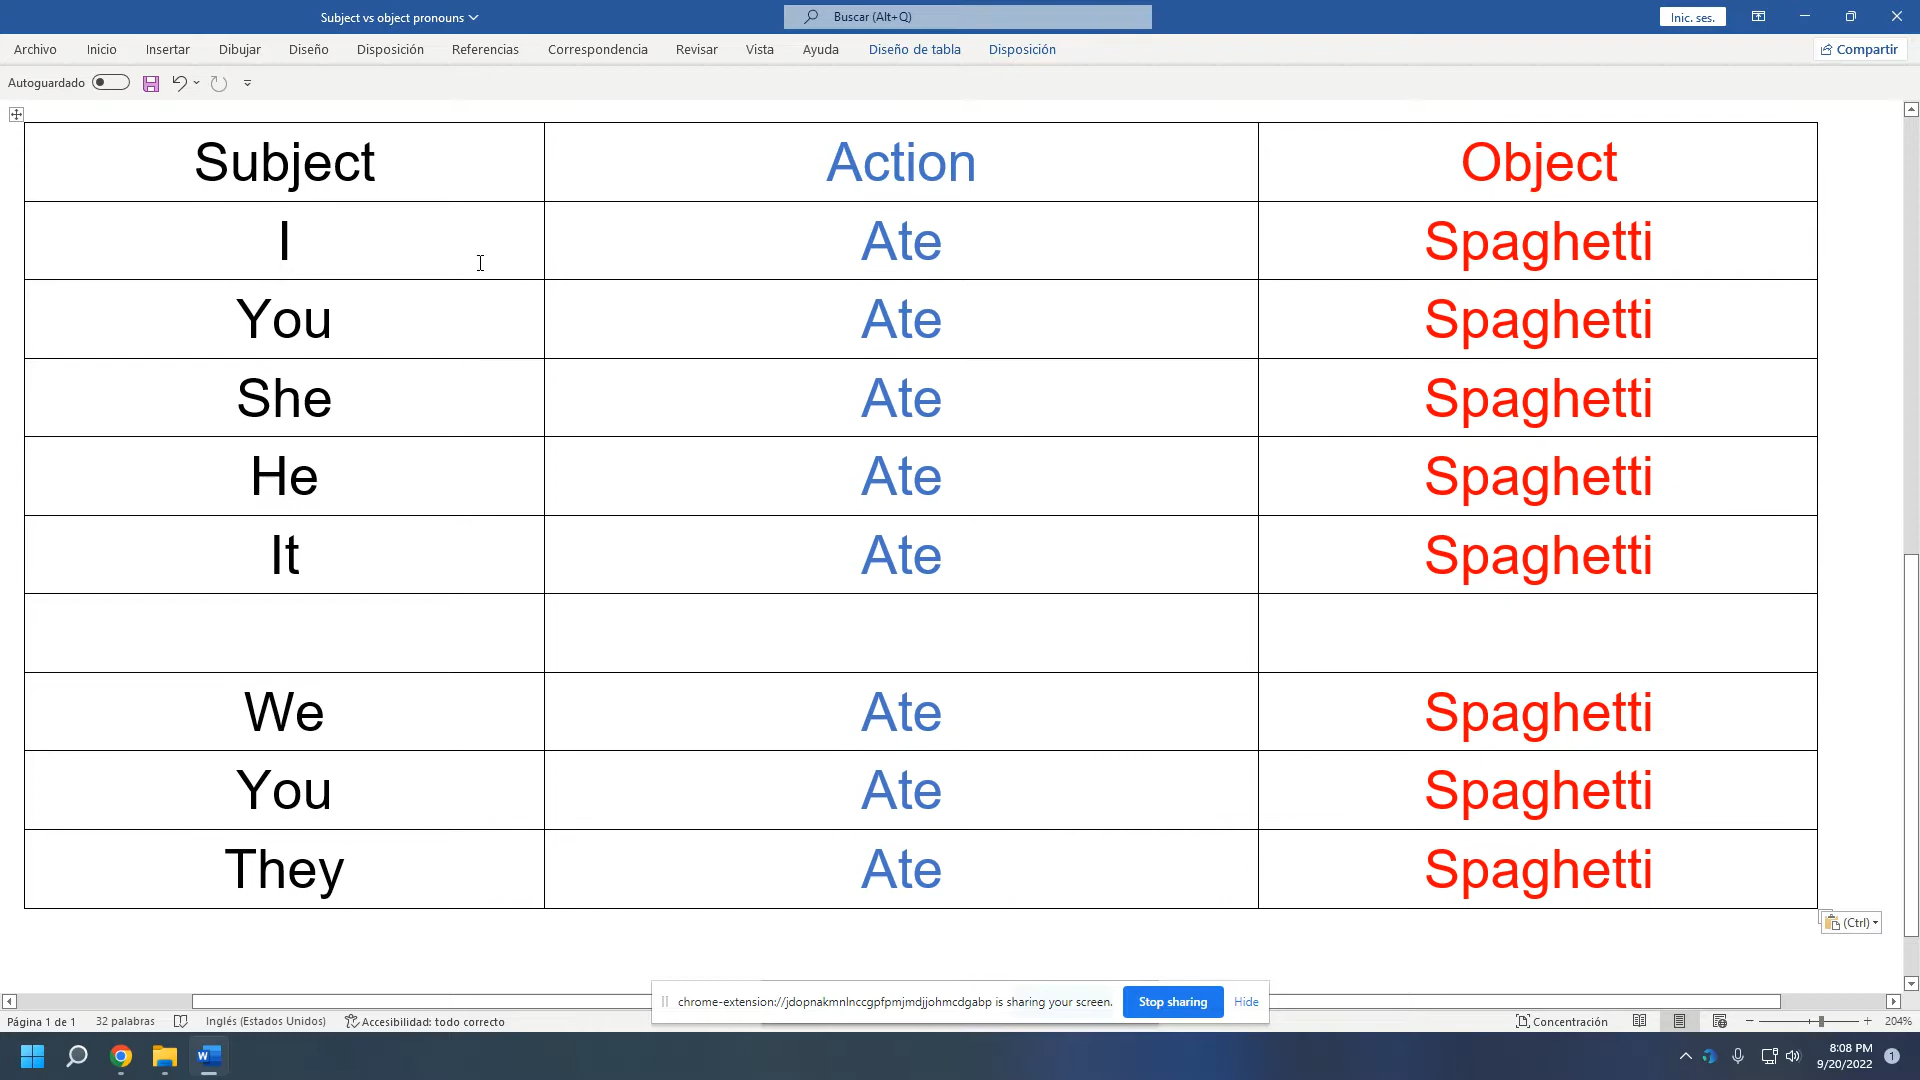 Subject vs object pronouns
Buscar (Alt+Q)
Inic. ses.
Archivo Inicio Insertar Dibujar Diseño Disposición Referencias Correspondencia Revisar Vista Ayuda Diseño de tabla Disposición Compartir
Autoguardado
Subject Action Object
I Ate Spaghetti
You Ate Spaghetti
She Ate Spaghetti
He Ate Spaghetti
It Ate Spaghetti
We Ate Spaghetti
You Ate Spaghetti
They Ate Spaghetti
(Ctrl)
chrome-extension://jdopnakmnlnccgpfpmjmdjjohmcdgabp is sharing your screen. Stop sharing Hide
Página 1 de 1 32 palabras Inglés (Estados Unidos) Accesibilidad: todo correcto Concentración 204%
8:08 PM
9/20/2022
1